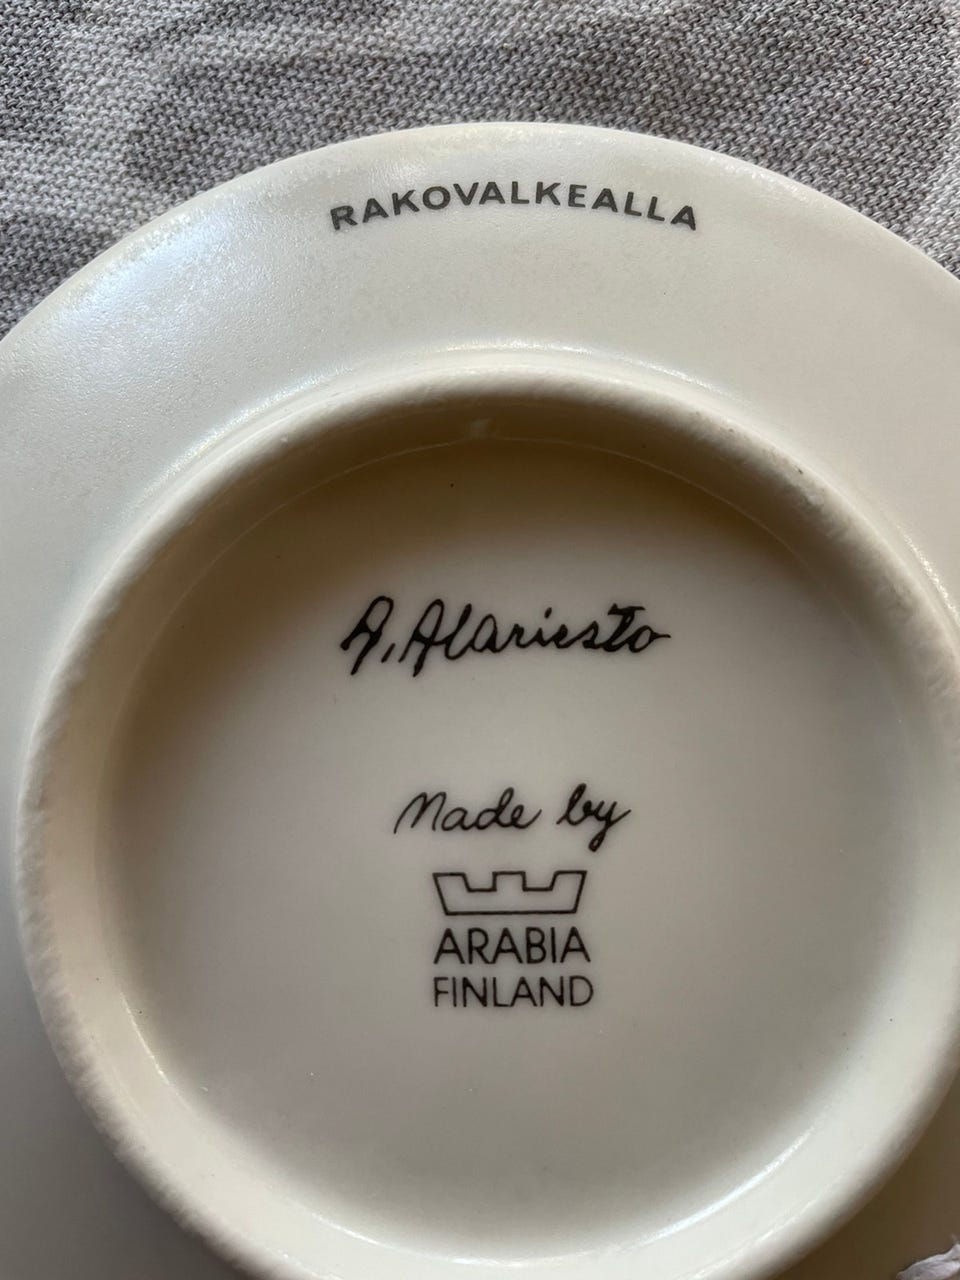 RAKOVALKEALLA
A. Alariesto
Made by
ARABIA
FINLAND